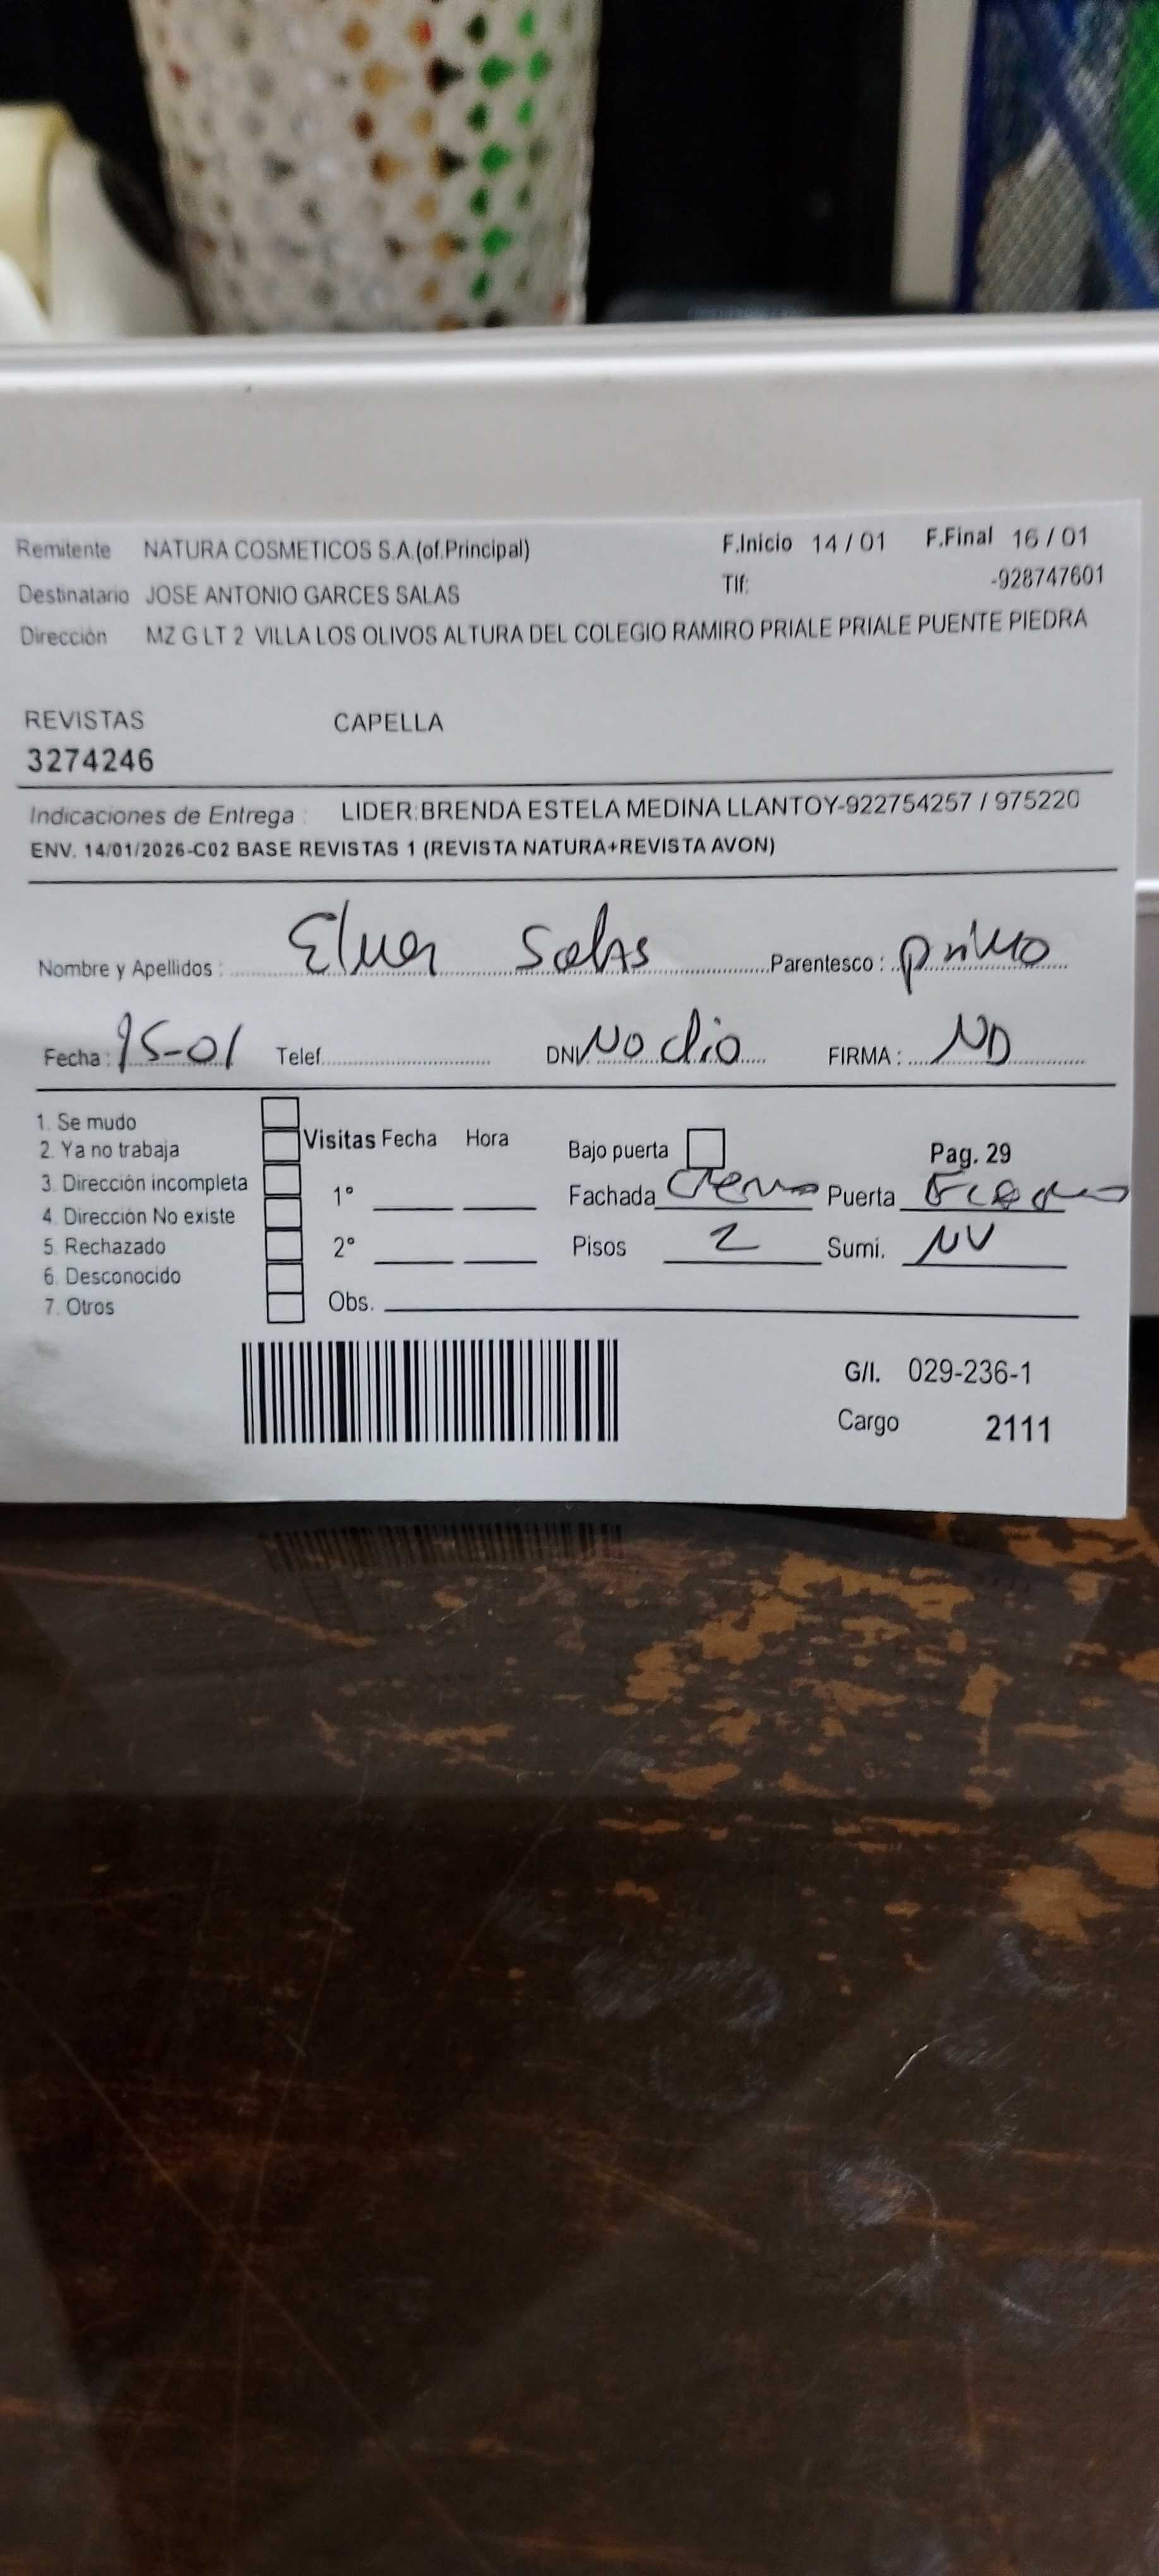 Remitente NATURA COSMETICOS S.A.(of.Principal) F.Inicio 14 / 01 F.Final 16 / 01
Destinatario JOSE ANTONIO GARCES SALAS Tlf: -928747601
Dirección MZ G LT 2 VILLA LOS OLIVOS ALTURA DEL COLEGIO RAMIRO PRIALE PRIALE PUENTE PIEDRA
REVISTAS CAPELLA
3274246
Indicaciones de Entrega : LIDER:BRENDA ESTELA MEDINA LLANTOY-922754257 / 975220
ENV. 14/01/2026-C02 BASE REVISTAS 1 (REVISTA NATURA+REVISTA AVON)
Nombre y Apellidos : Elmer Salas Parentesco : primo
Fecha : 15-01 Telef. DNI No dio FIRMA : ND
1. Se mudo
2. Ya no trabaja Visitas Fecha Hora Bajo puerta Pag. 29
3. Dirección incompleta 1° Fachada Crema Puerta
4. Dirección No existe
5. Rechazado 2° Pisos 2 Sumi. NV
6. Desconocido
7. Otros Obs.
G/I. 029-236-1
Cargo 2111